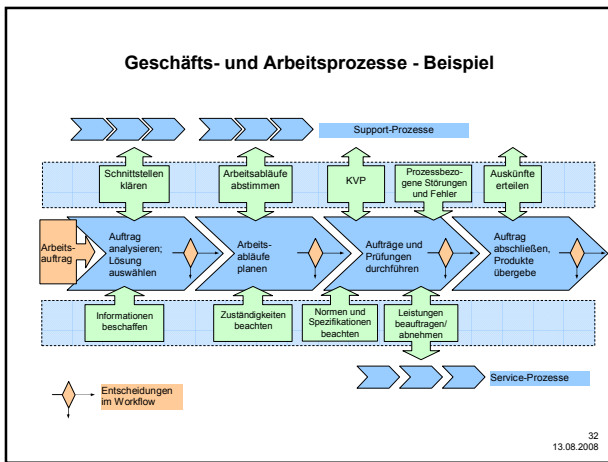 Geschäfts- und Arbeitsprozesse - Beispiel
Support-Prozesse
Schnittstellen
klären
Arbeitsabläufe
abstimmen
KVP
Prozessbezo-
gene Störungen
und Fehler
Auskünfte
erteilen
Arbeits-
auftrag
Auftrag
analysieren;
Lösung
auswählen
Arbeits-
abläufe
planen
Aufträge und
Prüfungen
durchführen
Auftrag
abschließen,
Produkte
übergebe
Informationen
beschaffen
Zuständigkeiten
beachten
Normen und
Spezifikationen
beachten
Leistungen
beauftragen/
abnehmen
Service-Prozesse
Entscheidungen
im Workflow
32
13.08.2008